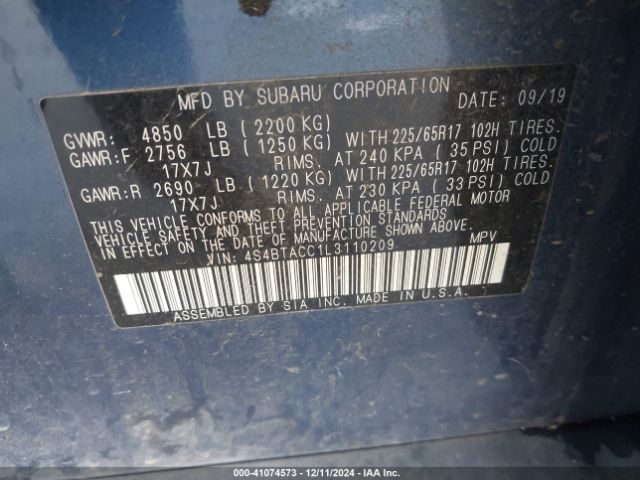 MFD BY SUBARU CORPORATION DATE: 09/19
GVWR: 4850 LB (2200 KG)
GAWR:F 2756 LB (1250 KG) WITH 225/65R17 102H TIRES.
17X7J RIMS. AT 240 KPA (35 PSI) COLD
GAWR:R 2690 LB (1220 KG) WITH 225/65R17 102H TIRES.
17X7J RIMS. AT 230 KPA (33 PSI) COLD
THIS VEHICLE CONFORMS TO ALL APPLICABLE FEDERAL MOTOR
VEHICLE SAFETY AND THEFT PREVENTION STANDARDS
IN EFFECT ON THE DATE OF MANUFACTURE SHOWN ABOVE.
VIN: 4S4BTACC1L3110209 MPV
ASSEMBLED BY SIA INC. MADE IN U.S.A.
000-41074573 - 12/11/2024 - IAA Inc.